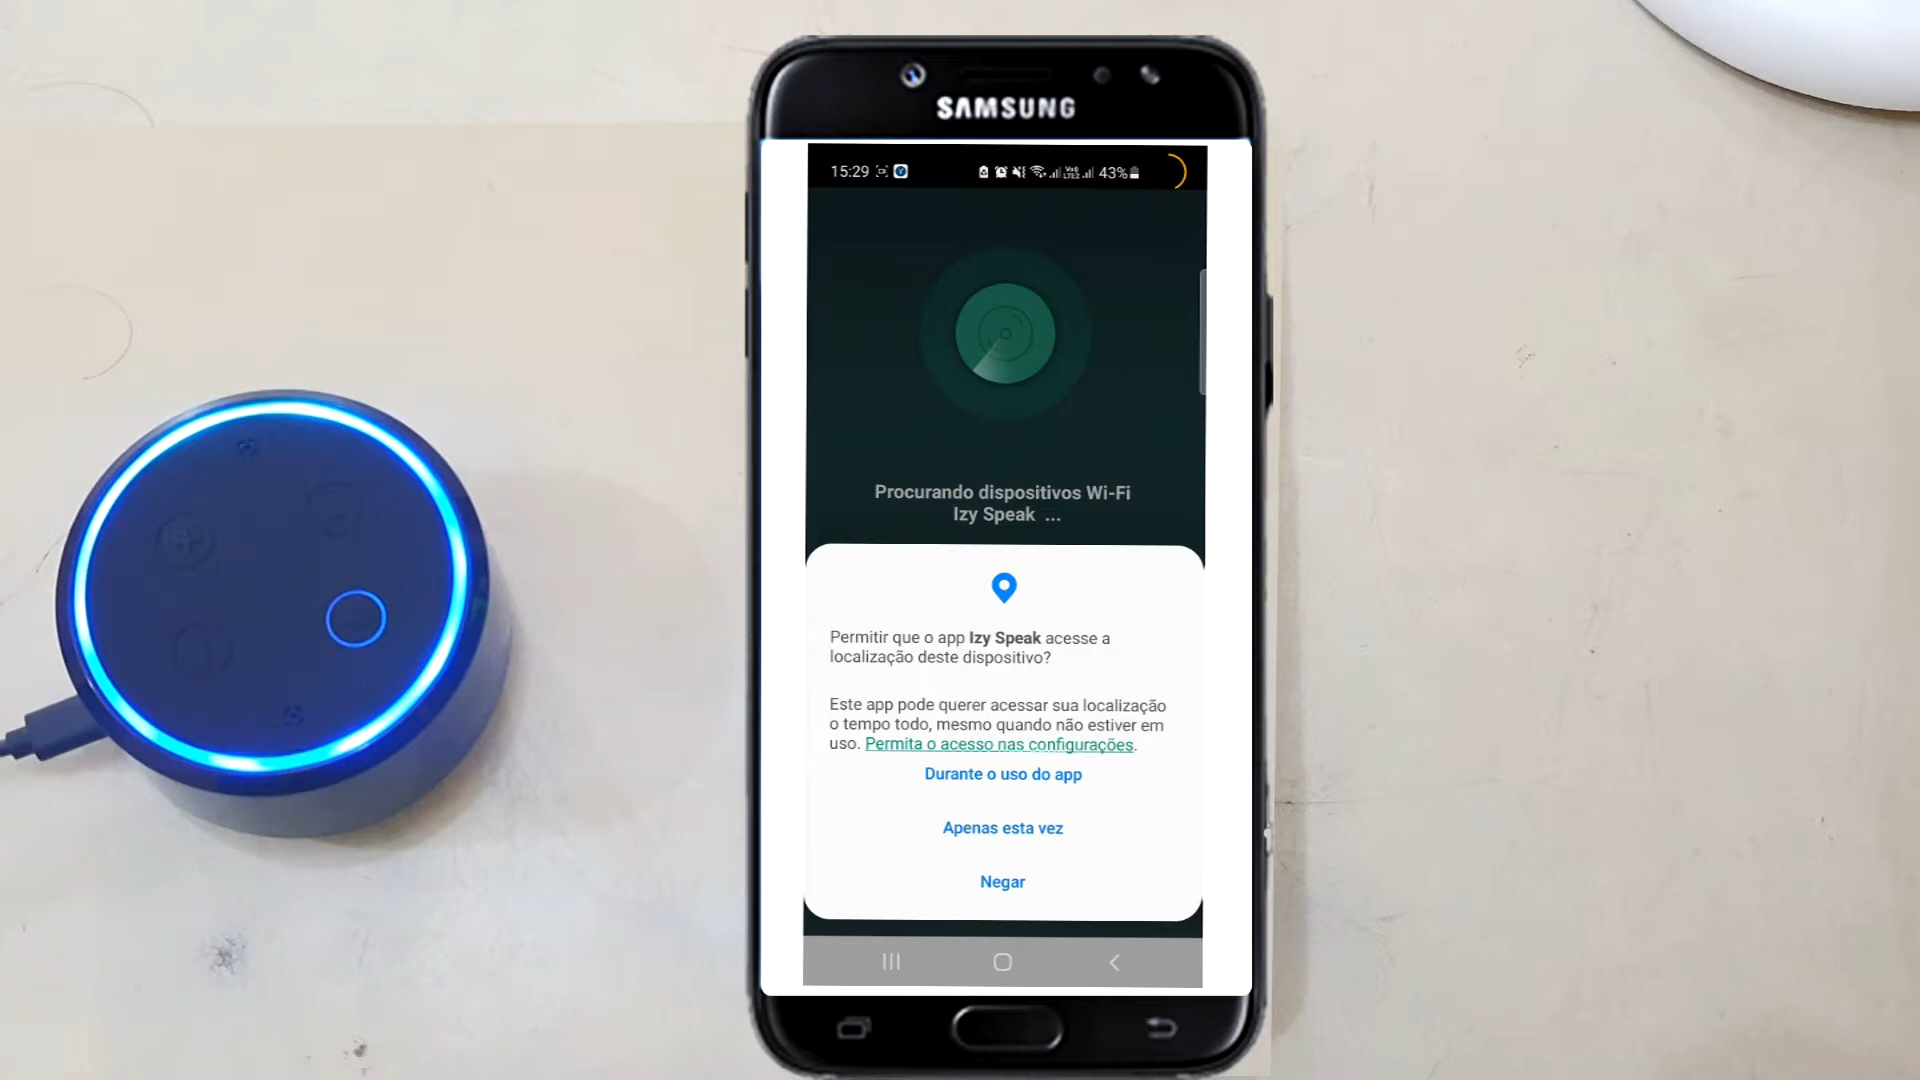 SAMSUNG
15:29
43%
Procurando dispositivos Wi-Fi
Izy Speak ...
Permitir que o app Izy Speak acesse a
localização deste dispositivo?
Este app pode querer acessar sua localização
o tempo todo, mesmo quando não estiver em
uso. Permita o acesso nas configurações.
Durante o uso do app
Apenas esta vez
Negar